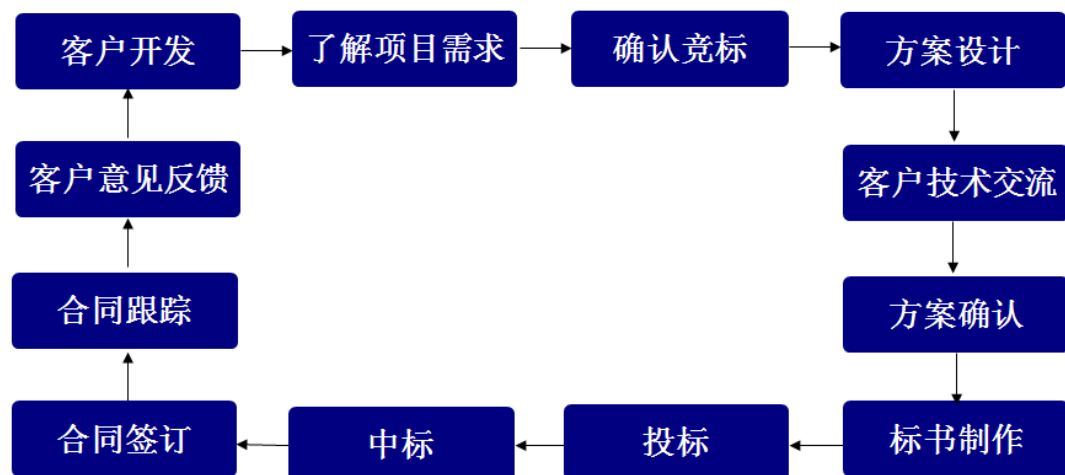 客户开发
了解项目需求
确认竞标
方案设计
客户意见反馈
客户技术交流
合同跟踪
方案确认
合同签订
中标
投标
标书制作